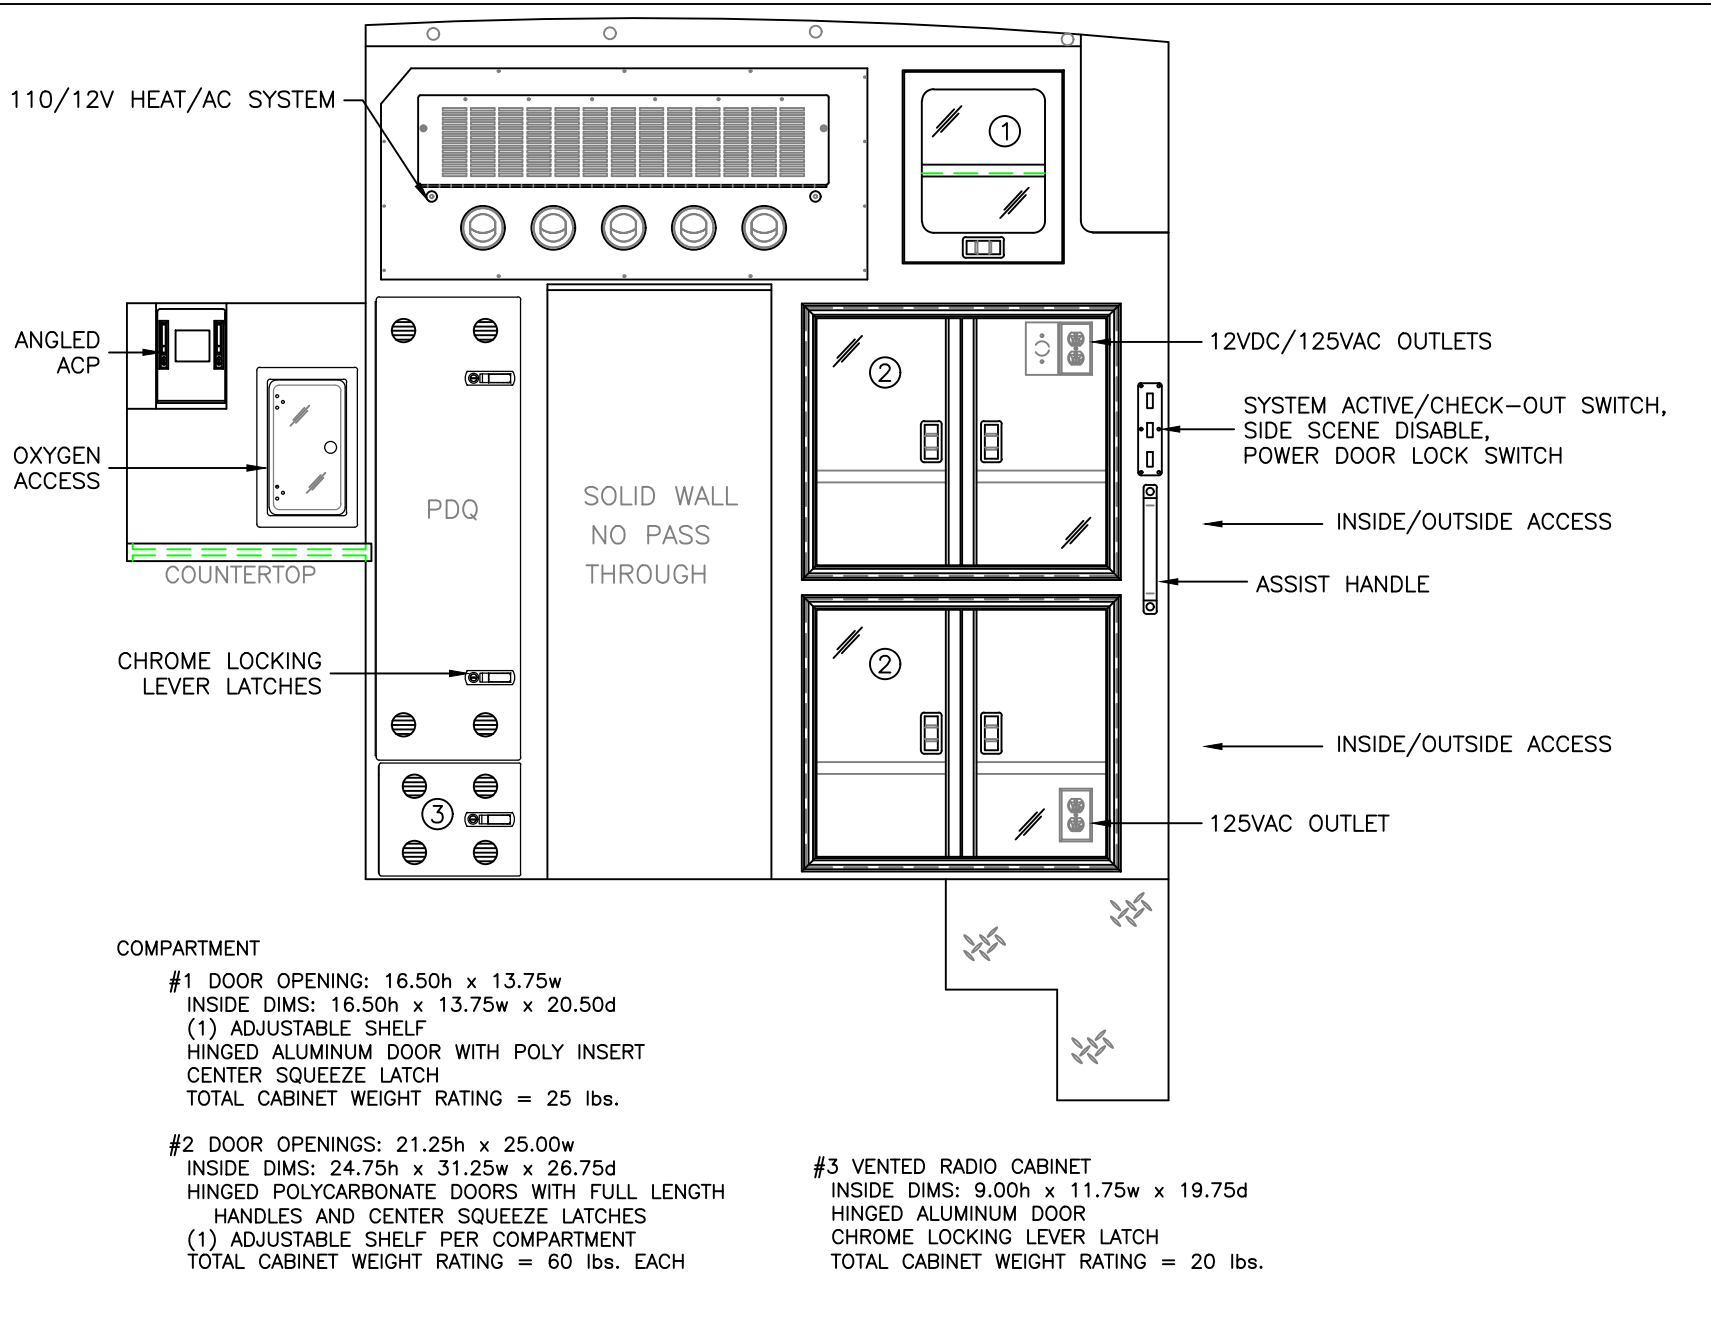 110/12V HEAT/AC SYSTEM
1
ANGLED
ACP
OXYGEN
ACCESS
COUNTERTOP
CHROME LOCKING
LEVER LATCHES
PDQ
3
SOLID WALL
NO PASS
THROUGH
2
2
12VDC/125VAC OUTLETS
SYSTEM ACTIVE/CHECK-OUT SWITCH,
SIDE SCENE DISABLE,
POWER DOOR LOCK SWITCH
INSIDE/OUTSIDE ACCESS
ASSIST HANDLE
INSIDE/OUTSIDE ACCESS
125VAC OUTLET
COMPARTMENT
#1 DOOR OPENING: 16.50h x 13.75w
INSIDE DIMS: 16.50h x 13.75w x 20.50d
(1) ADJUSTABLE SHELF
HINGED ALUMINUM DOOR WITH POLY INSERT
CENTER SQUEEZE LATCH
TOTAL CABINET WEIGHT RATING = 25 lbs.
#2 DOOR OPENINGS: 21.25h x 25.00w
INSIDE DIMS: 24.75h x 31.25w x 26.75d
HINGED POLYCARBONATE DOORS WITH FULL LENGTH
HANDLES AND CENTER SQUEEZE LATCHES
(1) ADJUSTABLE SHELF PER COMPARTMENT
TOTAL CABINET WEIGHT RATING = 60 lbs. EACH
#3 VENTED RADIO CABINET
INSIDE DIMS: 9.00h x 11.75w x 19.75d
HINGED ALUMINUM DOOR
CHROME LOCKING LEVER LATCH
TOTAL CABINET WEIGHT RATING = 20 lbs.